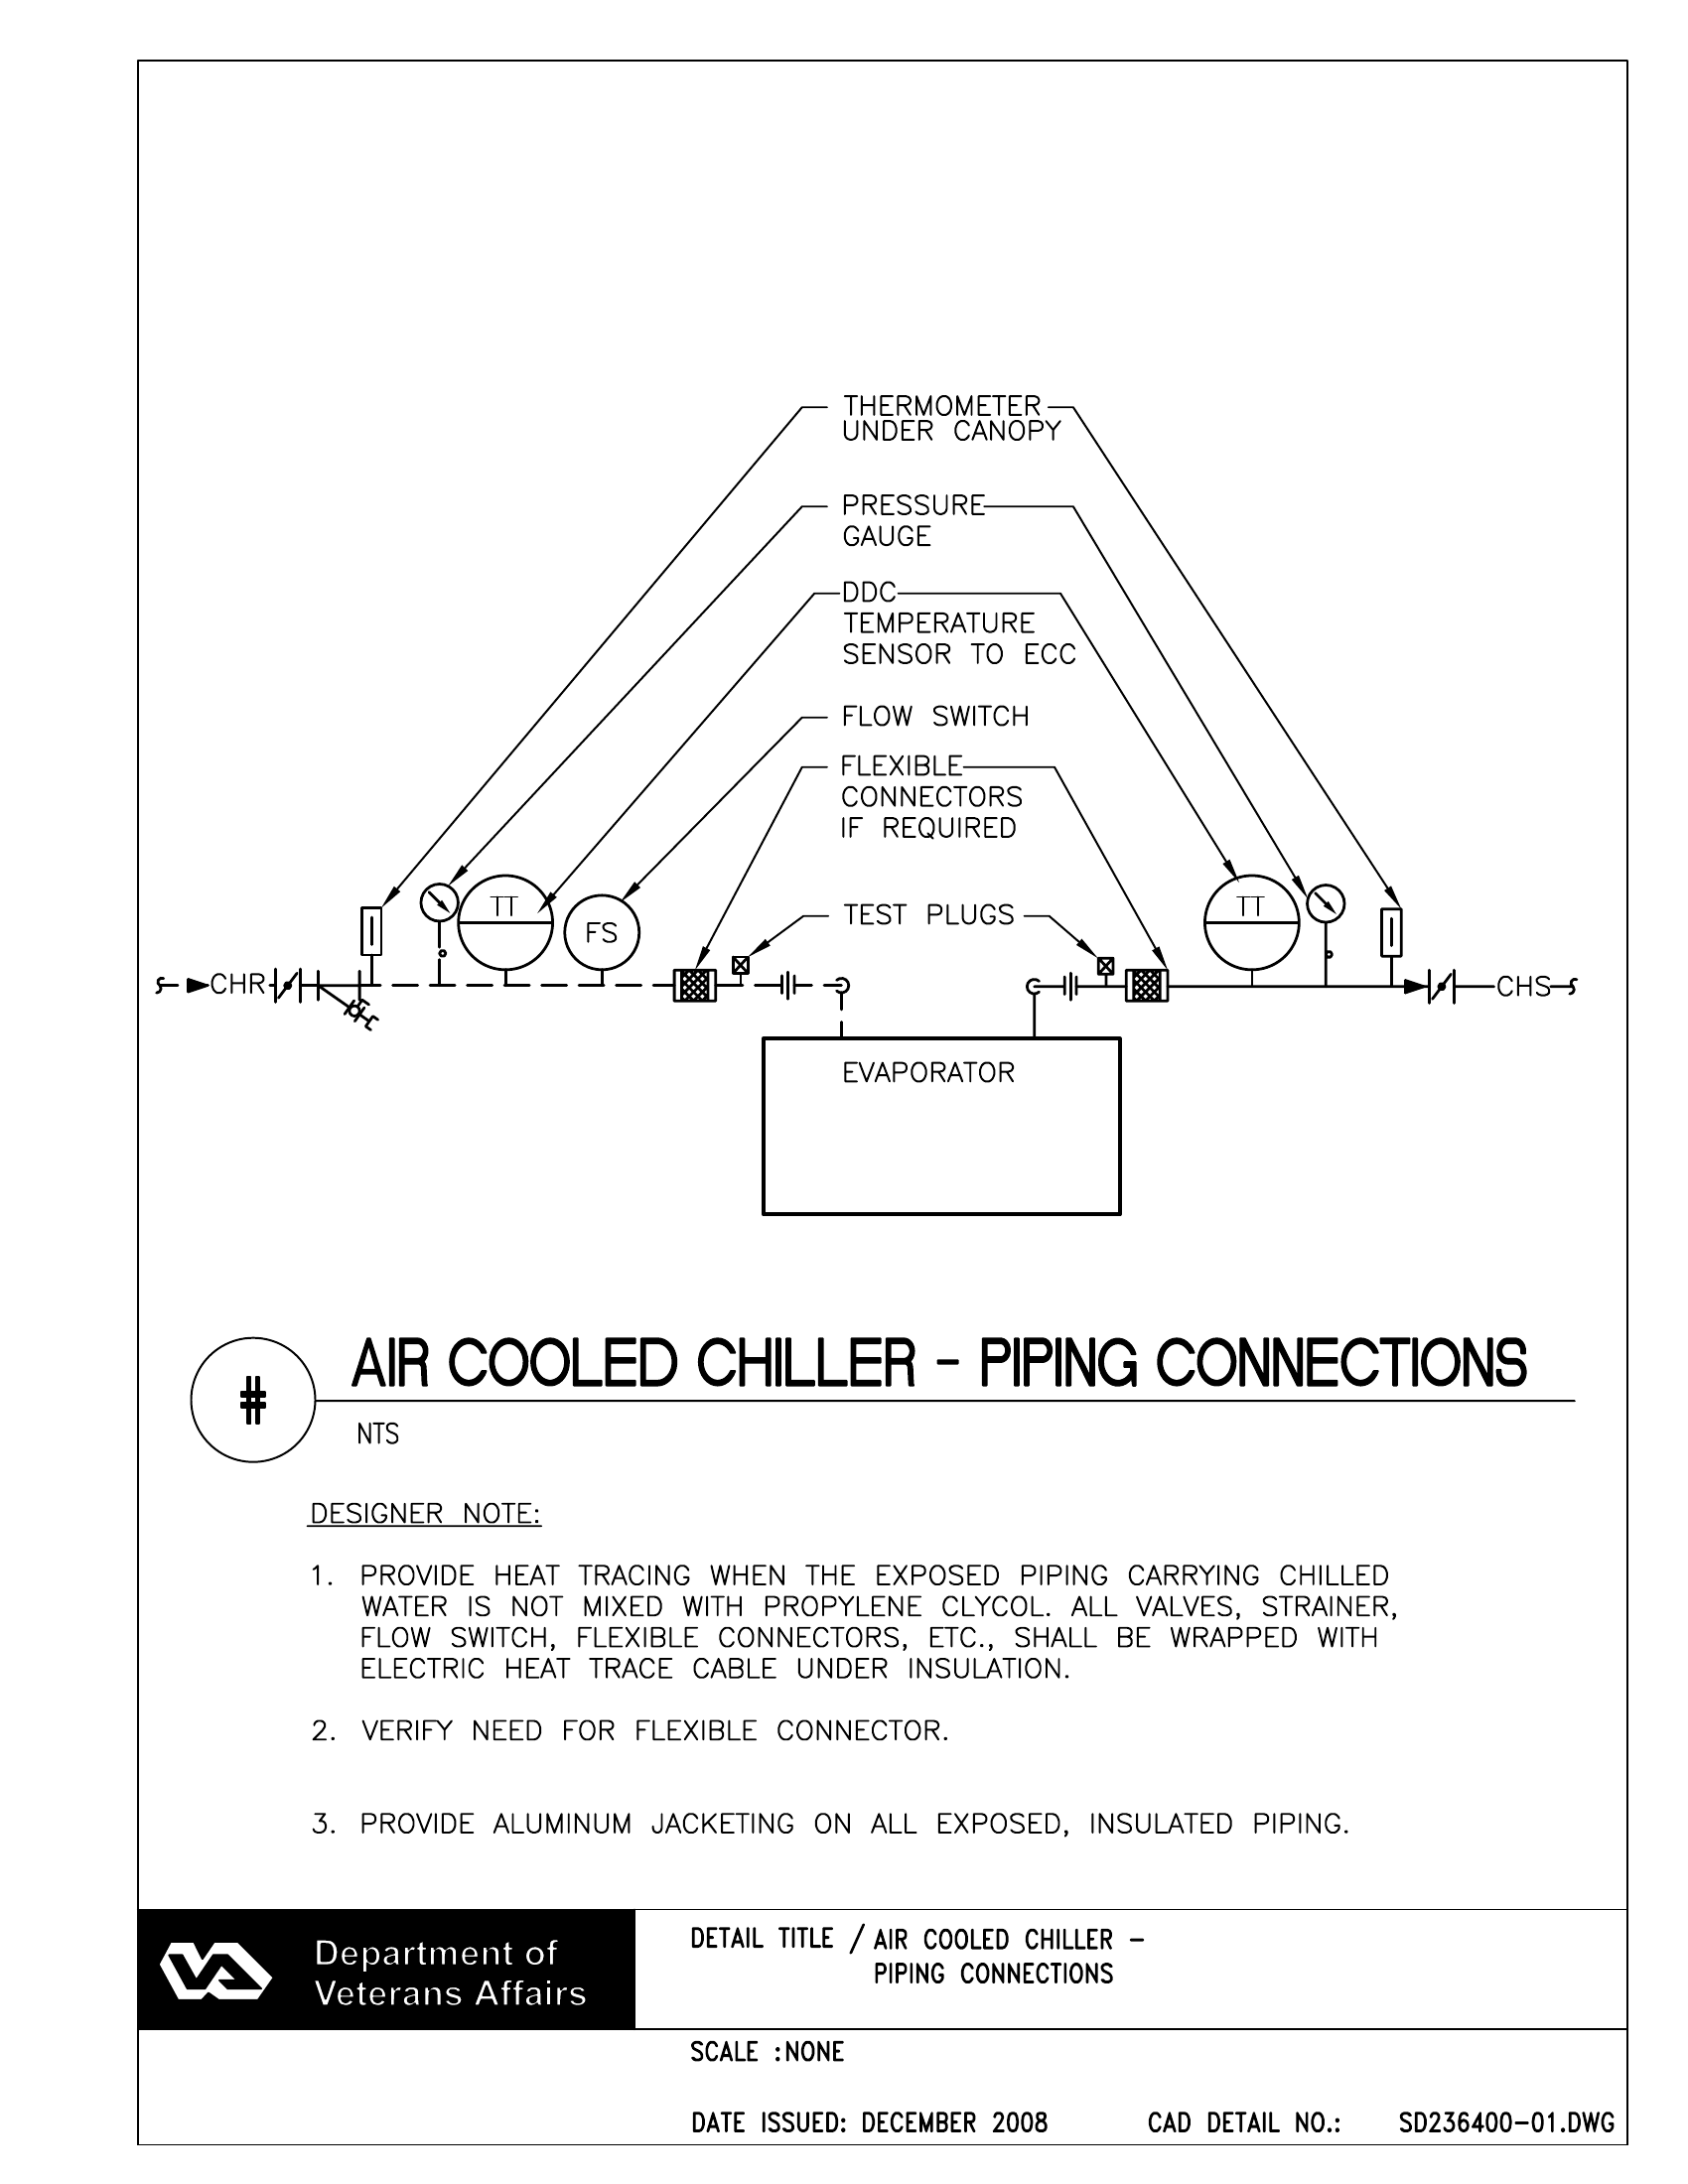 THERMOMETER
UNDER CANOPY
PRESSURE
GAUGE
DDC
TEMPERATURE
SENSOR TO ECC
FLOW SWITCH
FLEXIBLE
CONNECTORS
IF REQUIRED
TT
FS
TEST PLUGS
TT
CHR
CHS
EVAPORATOR
#
AIR COOLED CHILLER - PIPING CONNECTIONS
NTS
DESIGNER NOTE:
1. PROVIDE HEAT TRACING WHEN THE EXPOSED PIPING CARRYING CHILLED
WATER IS NOT MIXED WITH PROPYLENE CLYCOL. ALL VALVES, STRAINER,
FLOW SWITCH, FLEXIBLE CONNECTORS, ETC., SHALL BE WRAPPED WITH
ELECTRIC HEAT TRACE CABLE UNDER INSULATION.
2. VERIFY NEED FOR FLEXIBLE CONNECTOR.
3. PROVIDE ALUMINUM JACKETING ON ALL EXPOSED, INSULATED PIPING.
Department of
Veterans Affairs
DETAIL TITLE / AIR COOLED CHILLER -
PIPING CONNECTIONS
SCALE :NONE
DATE ISSUED: DECEMBER 2008 CAD DETAIL NO.: SD236400-01.DWG